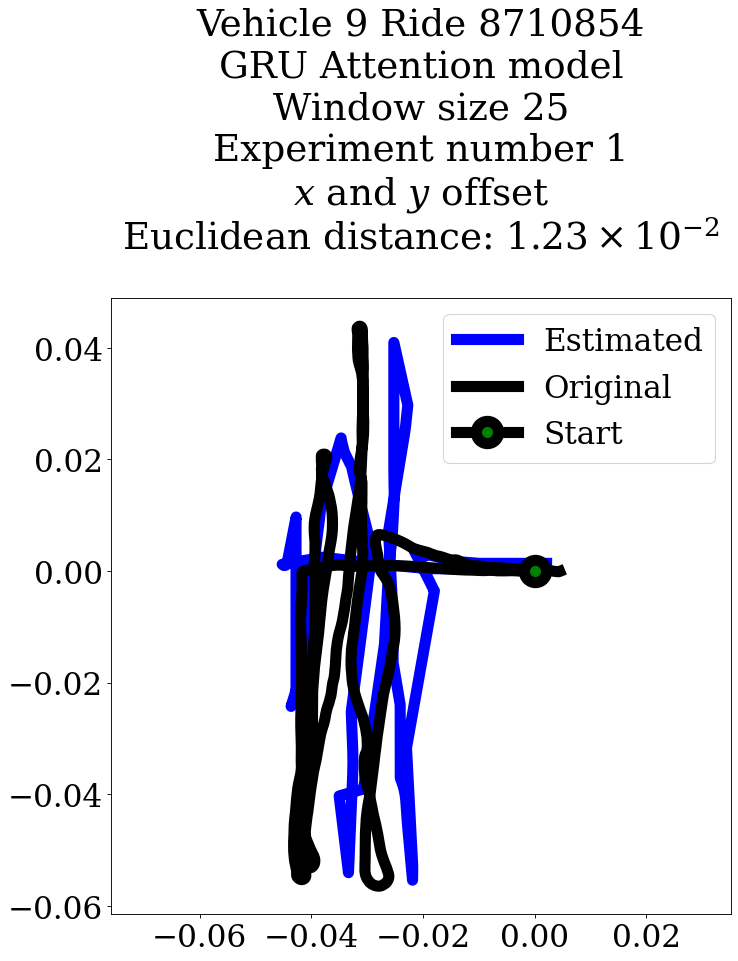 Vehicle 9 Ride 8710854
GRU Attention model
Window size 25
Experiment number 1
x and y offset
Euclidean distance: 1.23 × 10⁻²
Estimated
Original
Start
0.04
0.02
0.00
−0.02
−0.04
−0.06
−0.06 −0.04 −0.02 0.00 0.02